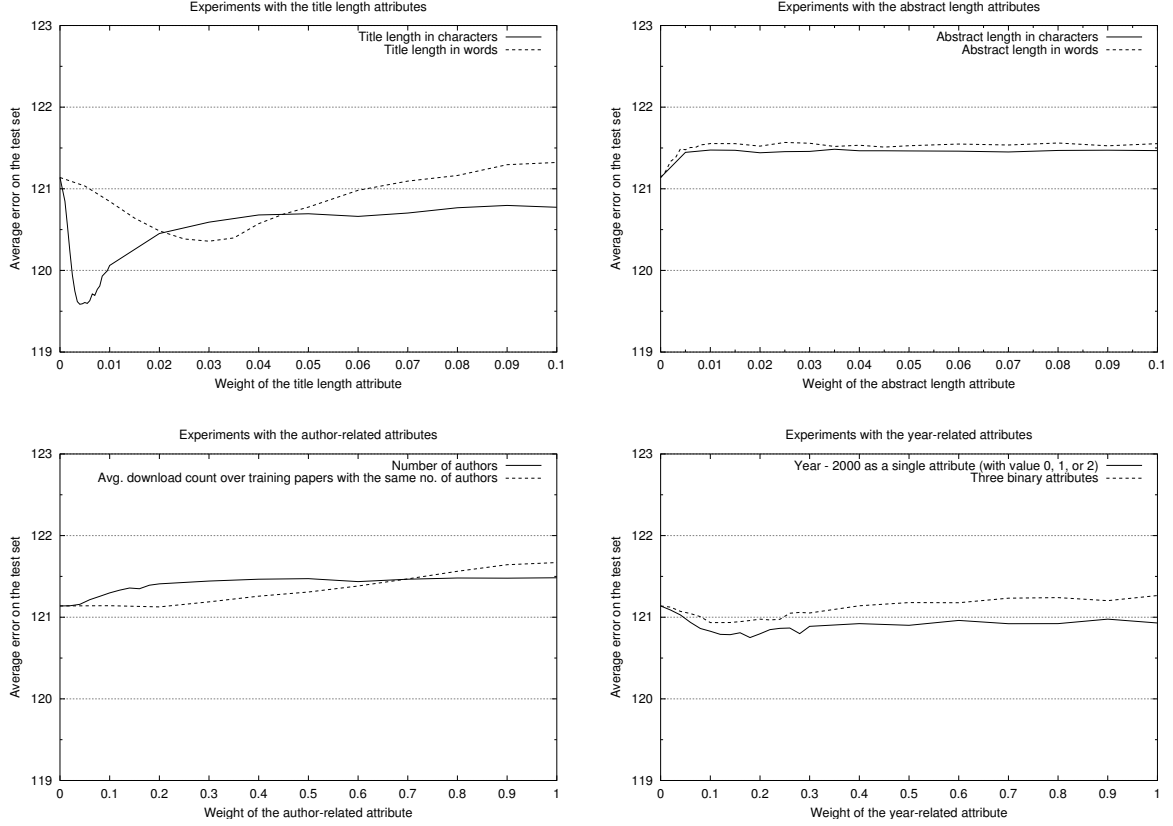 Experiments with the title length attributes
Title length in characters
Title length in words
Average error on the test set
123
122
121
120
119
0 0.01 0.02 0.03 0.04 0.05 0.06 0.07 0.08 0.09 0.1
Weight of the title length attribute
Experiments with the abstract length attributes
Abstract length in characters
Abstract length in words
Average error on the test set
123
122
121
120
119
0 0.01 0.02 0.03 0.04 0.05 0.06 0.07 0.08 0.09 0.1
Weight of the abstract length attribute
Experiments with the author-related attributes
Number of authors
Avg. download count over training papers with the same no. of authors
Average error on the test set
123
122
121
120
119
0 0.1 0.2 0.3 0.4 0.5 0.6 0.7 0.8 0.9 1
Weight of the author-related attribute
Experiments with the year-related attributes
Year - 2000 as a single attribute (with value 0, 1, or 2)
Three binary attributes
Average error on the test set
123
122
121
120
119
0 0.1 0.2 0.3 0.4 0.5 0.6 0.7 0.8 0.9 1
Weight of the year-related attribute